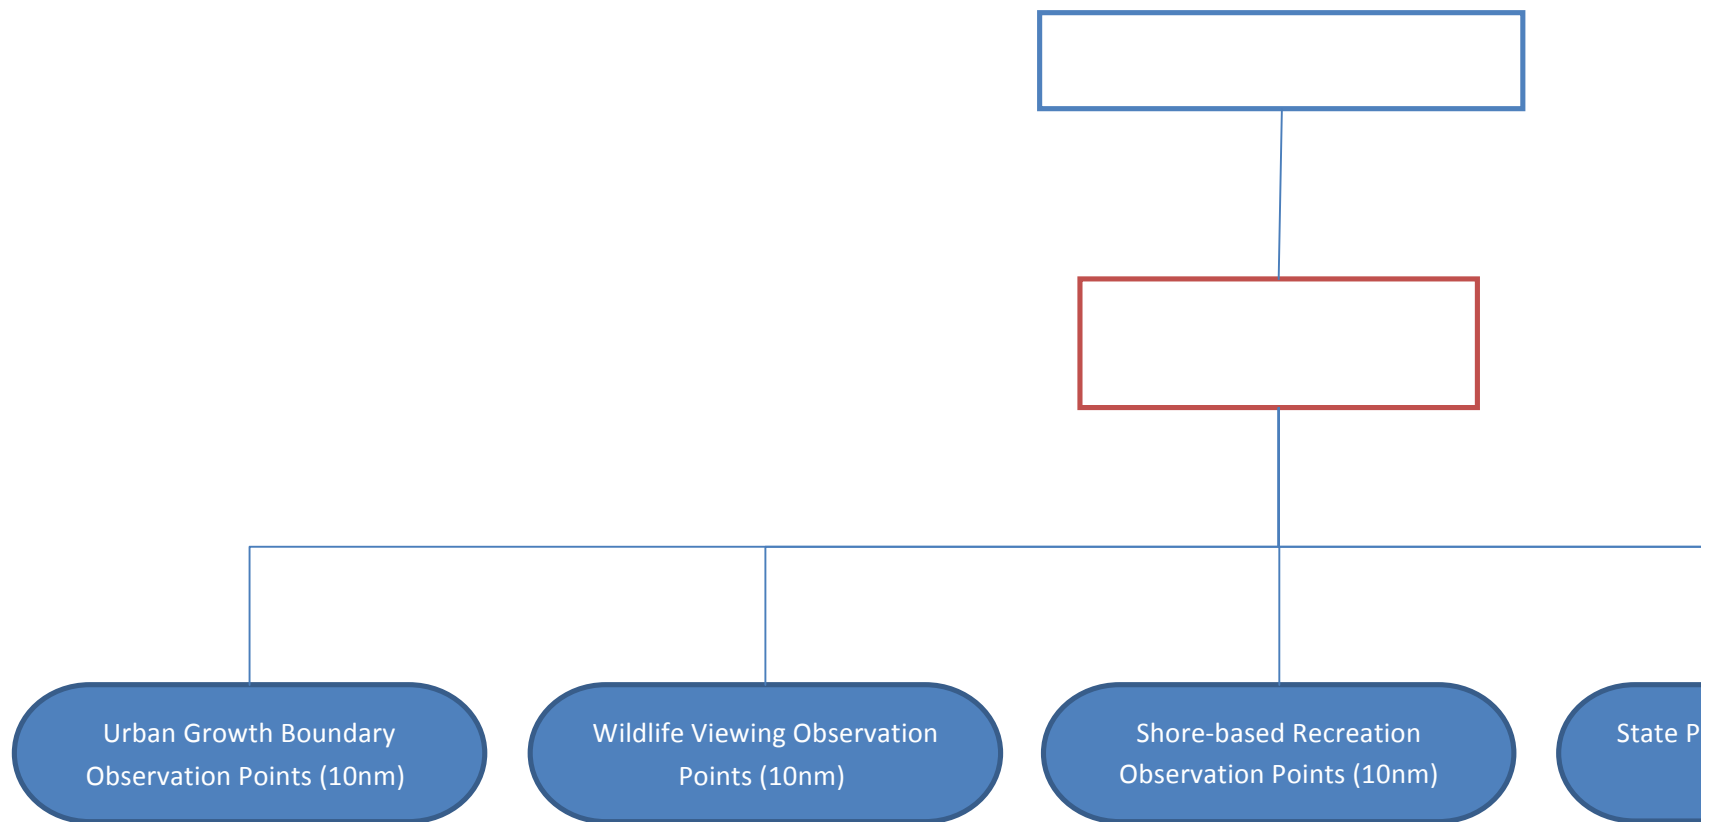 Urban Growth Boundary
Observation Points (10nm)
Wildlife Viewing Observation
Points (10nm)
Shore-based Recreation
Observation Points (10nm)
State